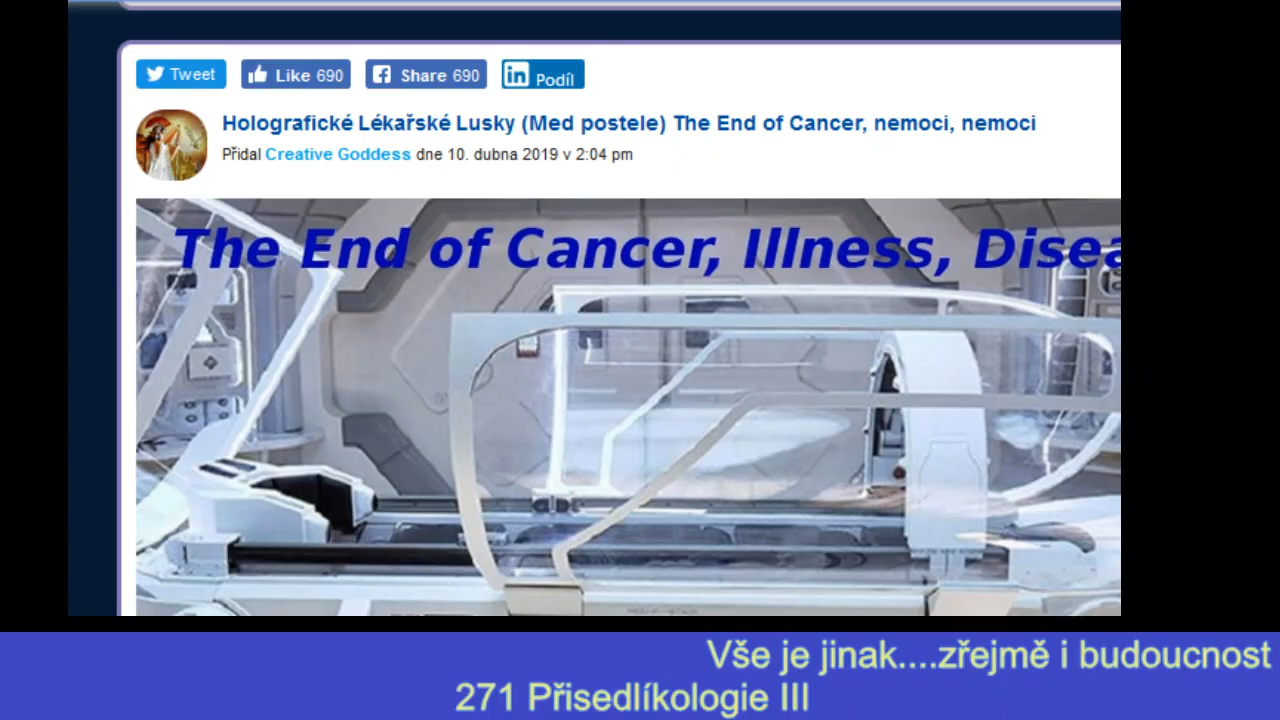 Tweet Like 690 Share 690 Podíl
Holografické Lékařské Lusky (Med postele) The End of Cancer, nemoci, nemoci
Přidal Creative Goddess dne 10. dubna 2019 v 2:04 pm
The End of Cancer, Illness, Disea
Vše je jinak....zřejmě i budoucnost
271 Přisedlíkologie III